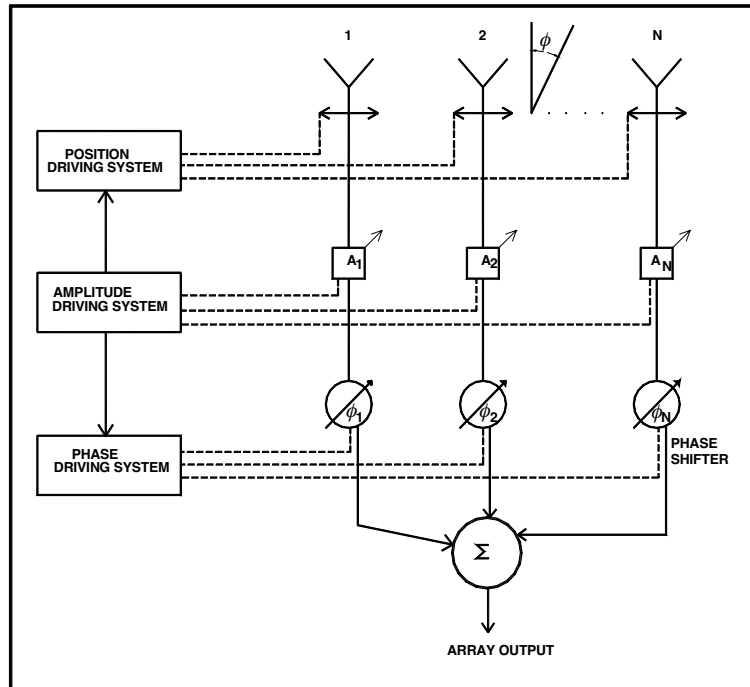 1 2 ϕ N
POSITION
DRIVING SYSTEM
A1 A2 AN
AMPLITUDE
DRIVING SYSTEM
ϕ1 ϕ2 ϕN
PHASE
DRIVING SYSTEM
PHASE
SHIFTER
Σ
ARRAY OUTPUT